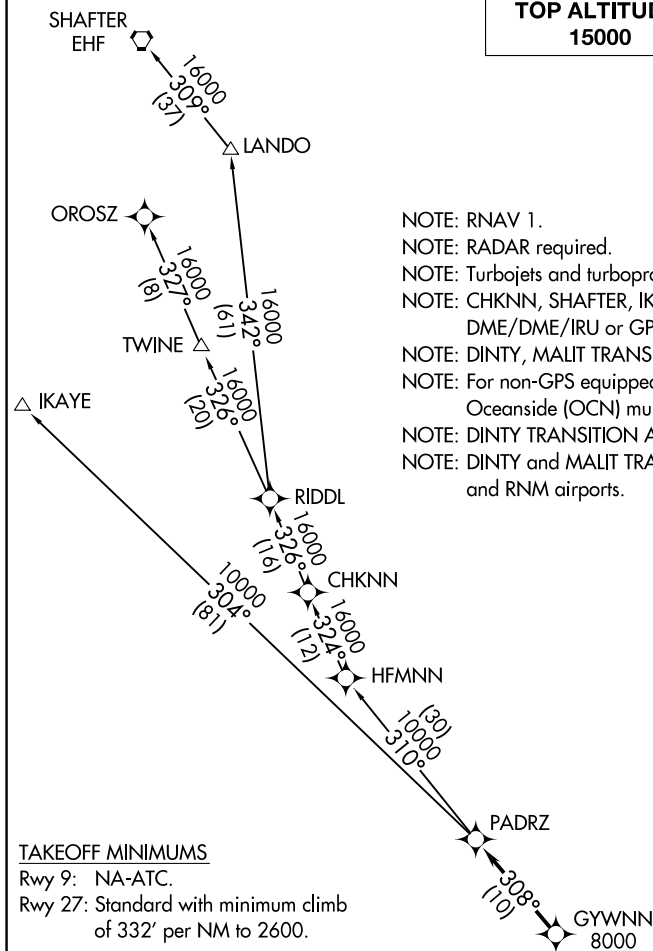 TOP ALTITUD
15000
SHAFTER
EHF
16000
309°
(37)
LANDO
OROSZ
16000
327°
(8)
16000
342°
(61)
TWINE
16000
326°
(20)
IKAYE
NOTE: RNAV 1.
NOTE: RADAR required.
NOTE: Turbojets and turbopro
NOTE: CHKNN, SHAFTER, IK
DME/DME/IRU or GP
NOTE: DINTY, MALIT TRANS
NOTE: For non-GPS equipped
Oceanside (OCN) mu
NOTE: DINTY TRANSITION A
NOTE: DINTY and MALIT TRA
and RNM airports.
RIDDL
16000
326°
(16)
CHKNN
16000
324°
(12)
HFMNN
10000
304°
(81)
(30)
10000
310°
PADRZ
308°
(10)
GYWNN
8000
TAKEOFF MINIMUMS
Rwy 9: NA-ATC.
Rwy 27: Standard with minimum climb
of 332' per NM to 2600.